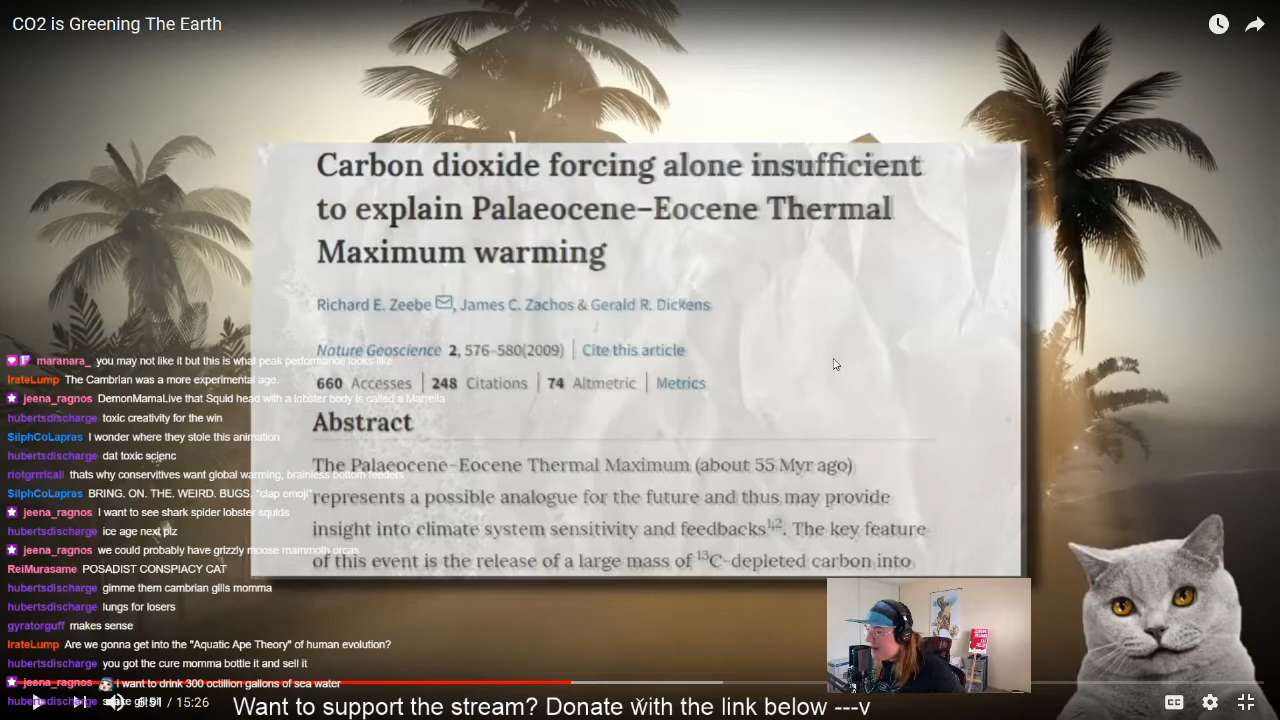 CO2 is Greening The Earth
Carbon dioxide forcing alone insufficient
to explain Palaeocene–Eocene Thermal
Maximum warming
Richard E. Zeebe, James C. Zachos & Gerald R. Dickens
Nature Geoscience 2, 576–580(2009) | Cite this article
660 Accesses | 248 Citations | 74 Altmetric | Metrics
Abstract
The Palaeocene–Eocene Thermal Maximum (about 55 Myr ago)
represents a possible analogue for the future and thus may provide
insight into climate system sensitivity and feedbacks1,2. The key feature
of this event is the release of a large mass of 13C-depleted carbon into
maranara_ you may not like it but this is what peak performance looks like
IrateLump The Cambrian was a more experimental age.
jeena_ragnos DemonMamaLive that Squid head with a lobster body is called a Marrella
hubertsdischarge toxic creativity for the win
SilphCoLapras I wonder where they stole this animation
hubertsdischarge dat toxic scienc
riotgrrrlcali thats why conservitives want global warming, brainless bottom feeders
SilphCoLapras BRING. ON. THE. WEIRD. BUGS. *clap emoji*
jeena_ragnos I want to see shark spider lobster squids
hubertsdischarge ice age next plz
jeena_ragnos we could probably have grizzly moose mammoth orcas
ReiMurasame POSADIST CONSPIACY CAT
hubertsdischarge gimme them cambrian gills momma
hubertsdischarge lungs for losers
gyratorguff makes sense
IrateLump Are we gonna get into the "Aquatic Ape Theory" of human evolution?
hubertsdischarge you got the cure momma bottle it and sell it
jeena_ragnos i want to drink 300 octillion gallons of sea water
hubertsdischarge
/ 15:26
Want to support the stream? Donate with the link below ---v
CC